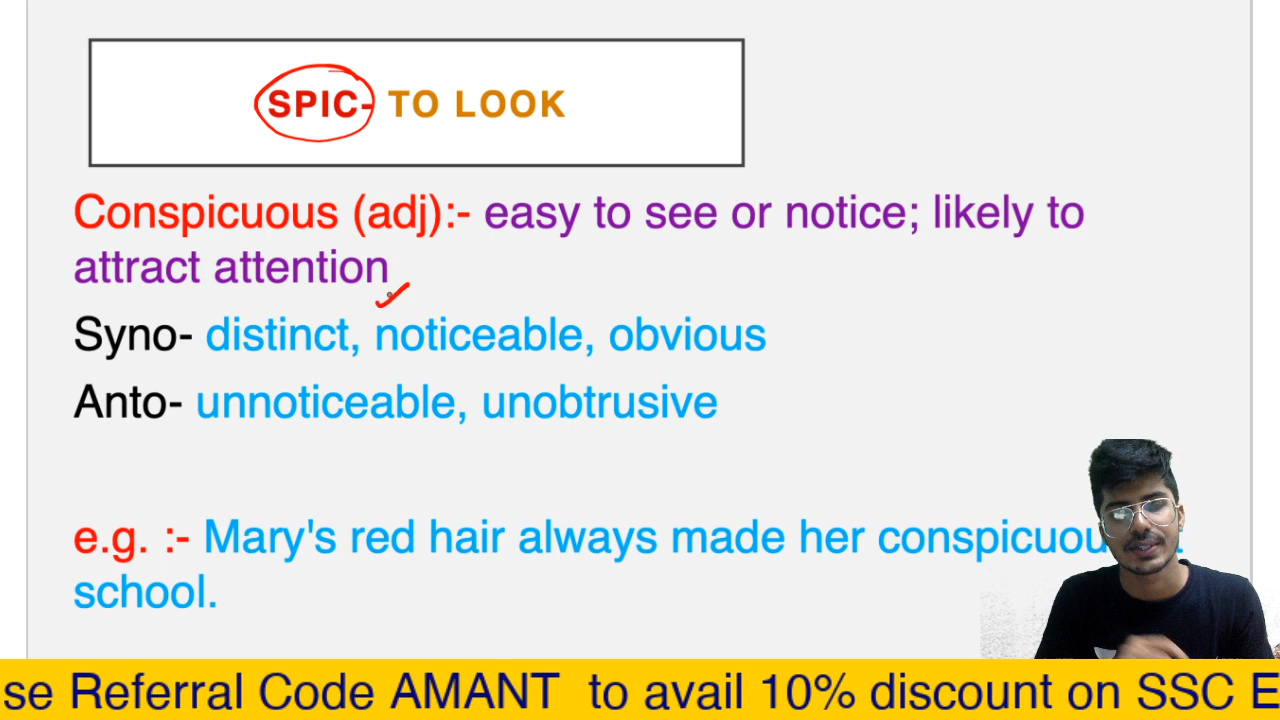 SPIC- TO LOOK
Conspicuous (adj):- easy to see or notice; likely to
attract attention
Syno- distinct, noticeable, obvious
Anto- unnoticeable, unobtrusive
e.g. :- Mary's red hair always made her
school.
se Referral Code AMANT to avail 10% discount on SSC E